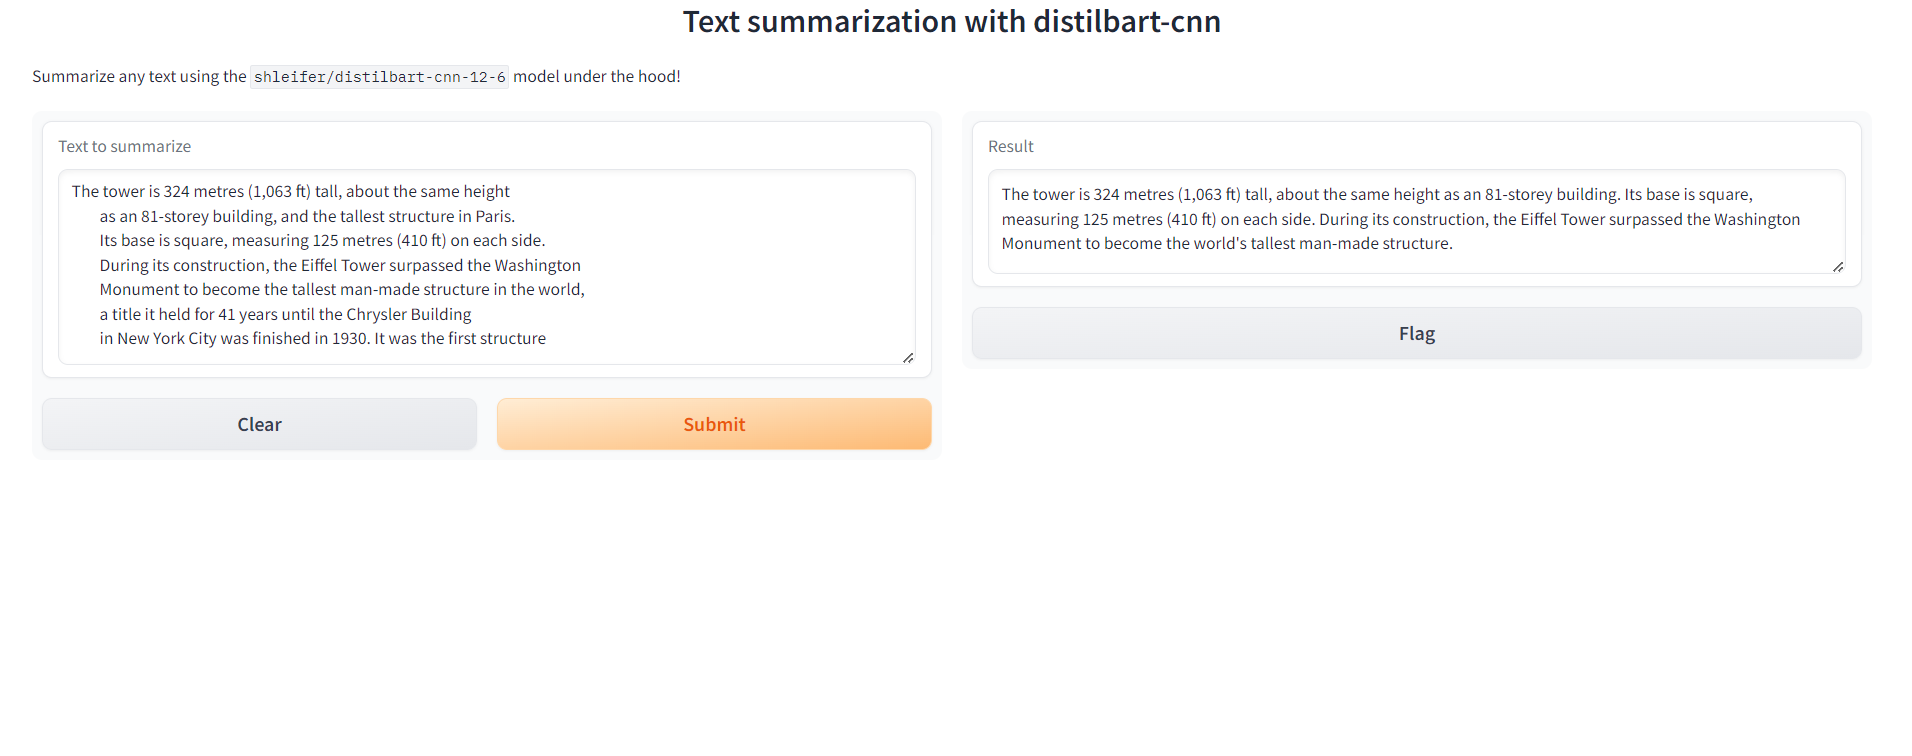 Text summarization with distilbart-cnn
Summarize any text using the shleifer/distilbart-cnn-12-6 model under the hood!
Text to summarize
The tower is 324 metres (1,063 ft) tall, about the same height
as an 81-storey building, and the tallest structure in Paris.
Its base is square, measuring 125 metres (410 ft) on each side.
During its construction, the Eiffel Tower surpassed the Washington
Monument to become the tallest man-made structure in the world,
a title it held for 41 years until the Chrysler Building
in New York City was finished in 1930. It was the first structure
Clear
Submit
Result
The tower is 324 metres (1,063 ft) tall, about the same height as an 81-storey building. Its base is square,
measuring 125 metres (410 ft) on each side. During its construction, the Eiffel Tower surpassed the Washington
Monument to become the world's tallest man-made structure.
Flag